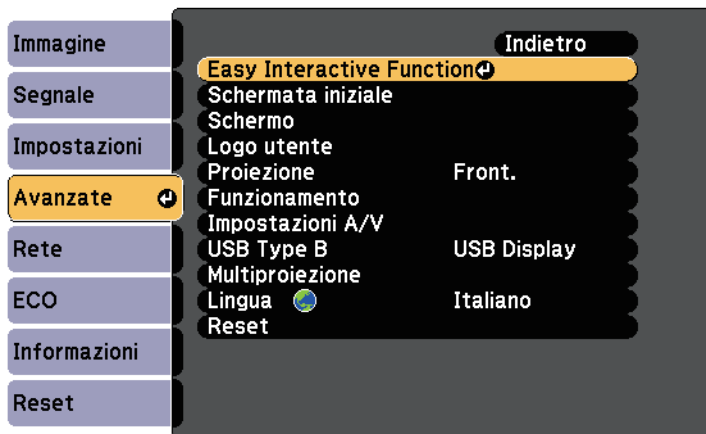 Immagine
Segnale
Impostazioni
Avanzate
Rete
ECO
Informazioni
Reset
Indietro
Easy Interactive Function
Schermata iniziale
Schermo
Logo utente
Proiezione Front.
Funzionamento
Impostazioni A/V
USB Type B USB Display
Multiproiezione
Lingua Italiano
Reset